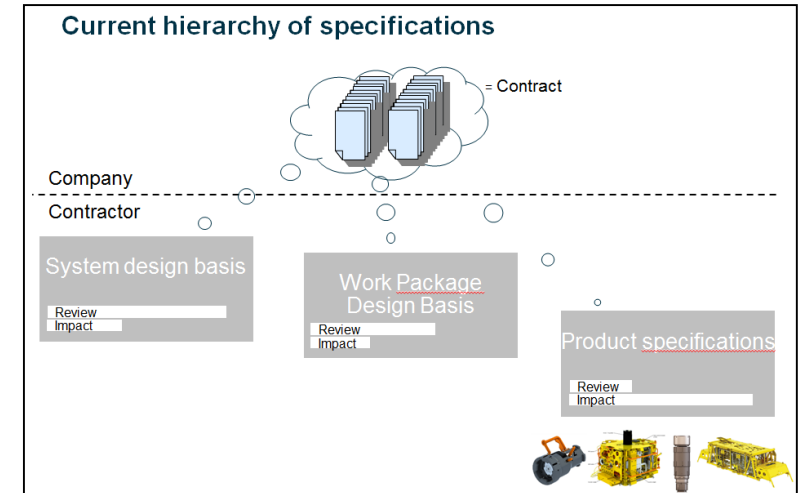 Current hierarchy of specifications
= Contract
Company
Contractor
System design basis
Review
Impact
Work Package
Design Basis
Review
Impact
Product specifications
Review
Impact